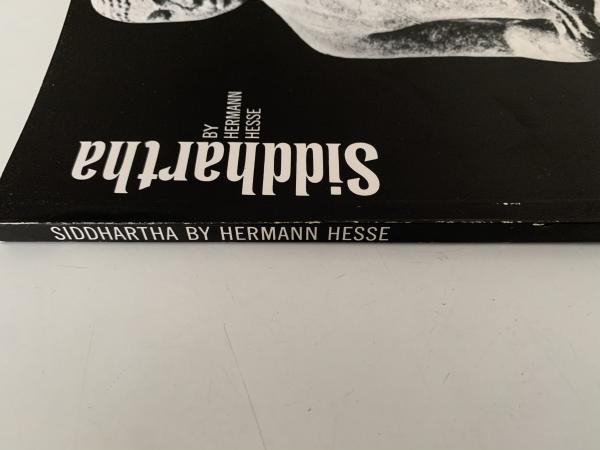 Siddhartha
BY
HERMANN
HESSE
SIDDHARTHA BY HERMANN HESSE